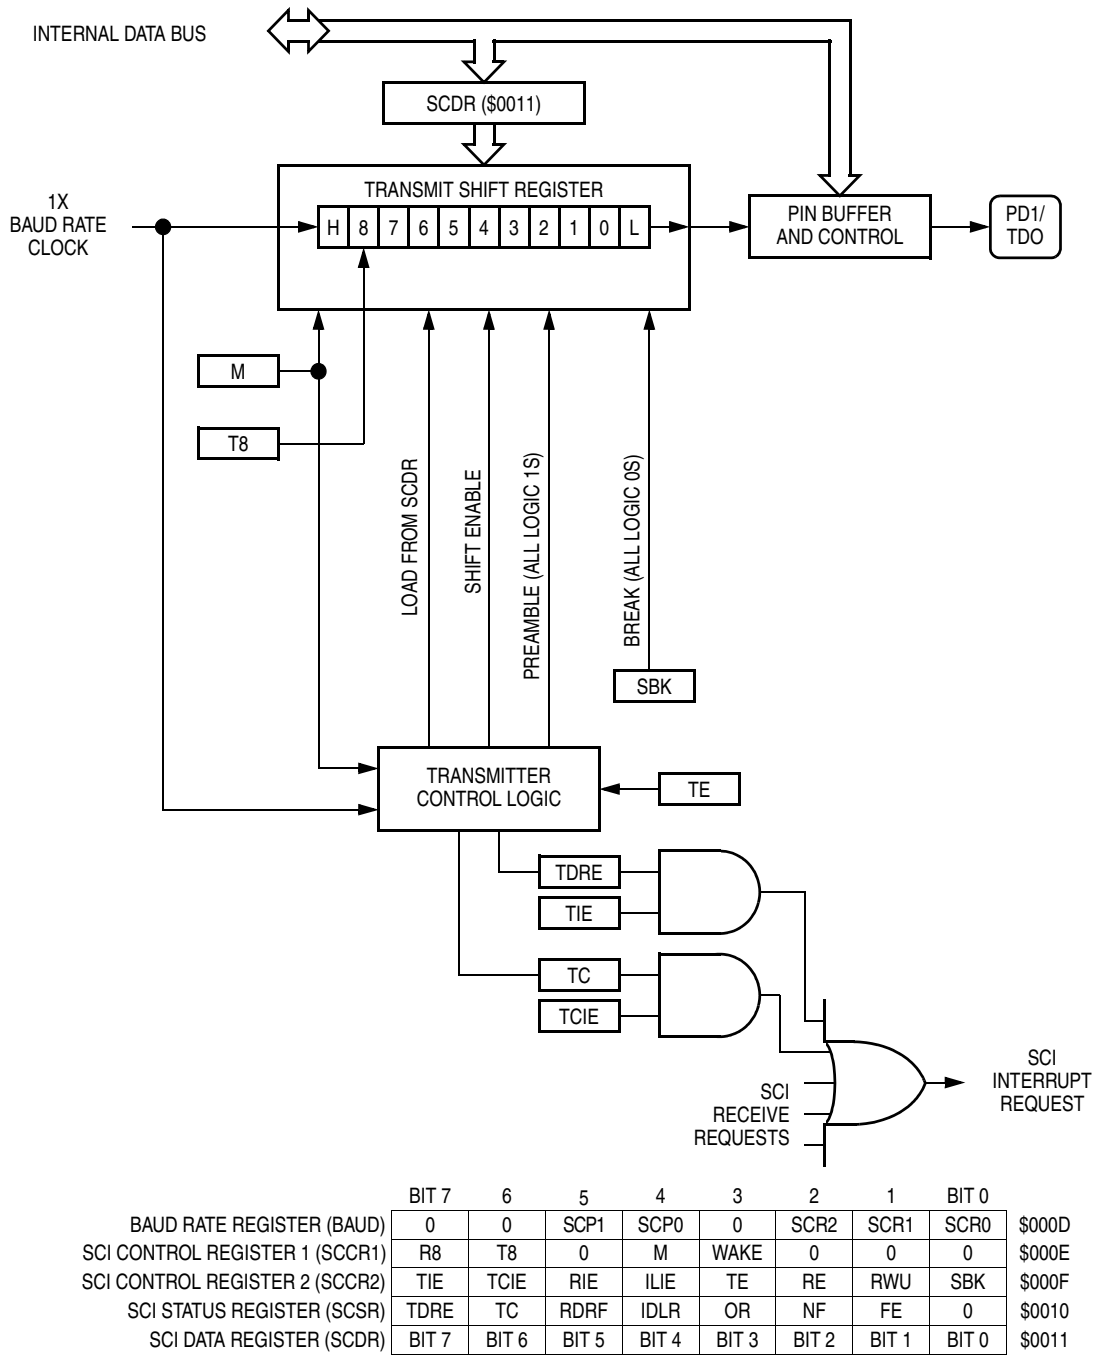 INTERNAL DATA BUS
SCDR ($0011)
TRANSMIT SHIFT REGISTER
H 8 7 6 5 4 3 2 1 0 L
1X
BAUD RATE
CLOCK
PIN BUFFER
AND CONTROL
PD1/
TDO
M
T8
LOAD FROM SCDR
SHIFT ENABLE
PREAMBLE (ALL LOGIC 1S)
BREAK (ALL LOGIC 0S)
SBK
TRANSMITTER
CONTROL LOGIC
TE
TDRE
TIE
TC
TCIE
SCI
RECEIVE
REQUESTS
SCI
INTERRUPT
REQUEST
BIT 7 6 5 4 3 2 1 BIT 0
BAUD RATE REGISTER (BAUD) 0 0 SCP1 SCP0 0 SCR2 SCR1 SCR0 $000D
SCI CONTROL REGISTER 1 (SCCR1) R8 T8 0 M WAKE 0 0 0 $000E
SCI CONTROL REGISTER 2 (SCCR2) TIE TCIE RIE ILIE TE RE RWU SBK $000F
SCI STATUS REGISTER (SCSR) TDRE TC RDRF IDLR OR NF FE 0 $0010
SCI DATA REGISTER (SCDR) BIT 7 BIT 6 BIT 5 BIT 4 BIT 3 BIT 2 BIT 1 BIT 0 $0011